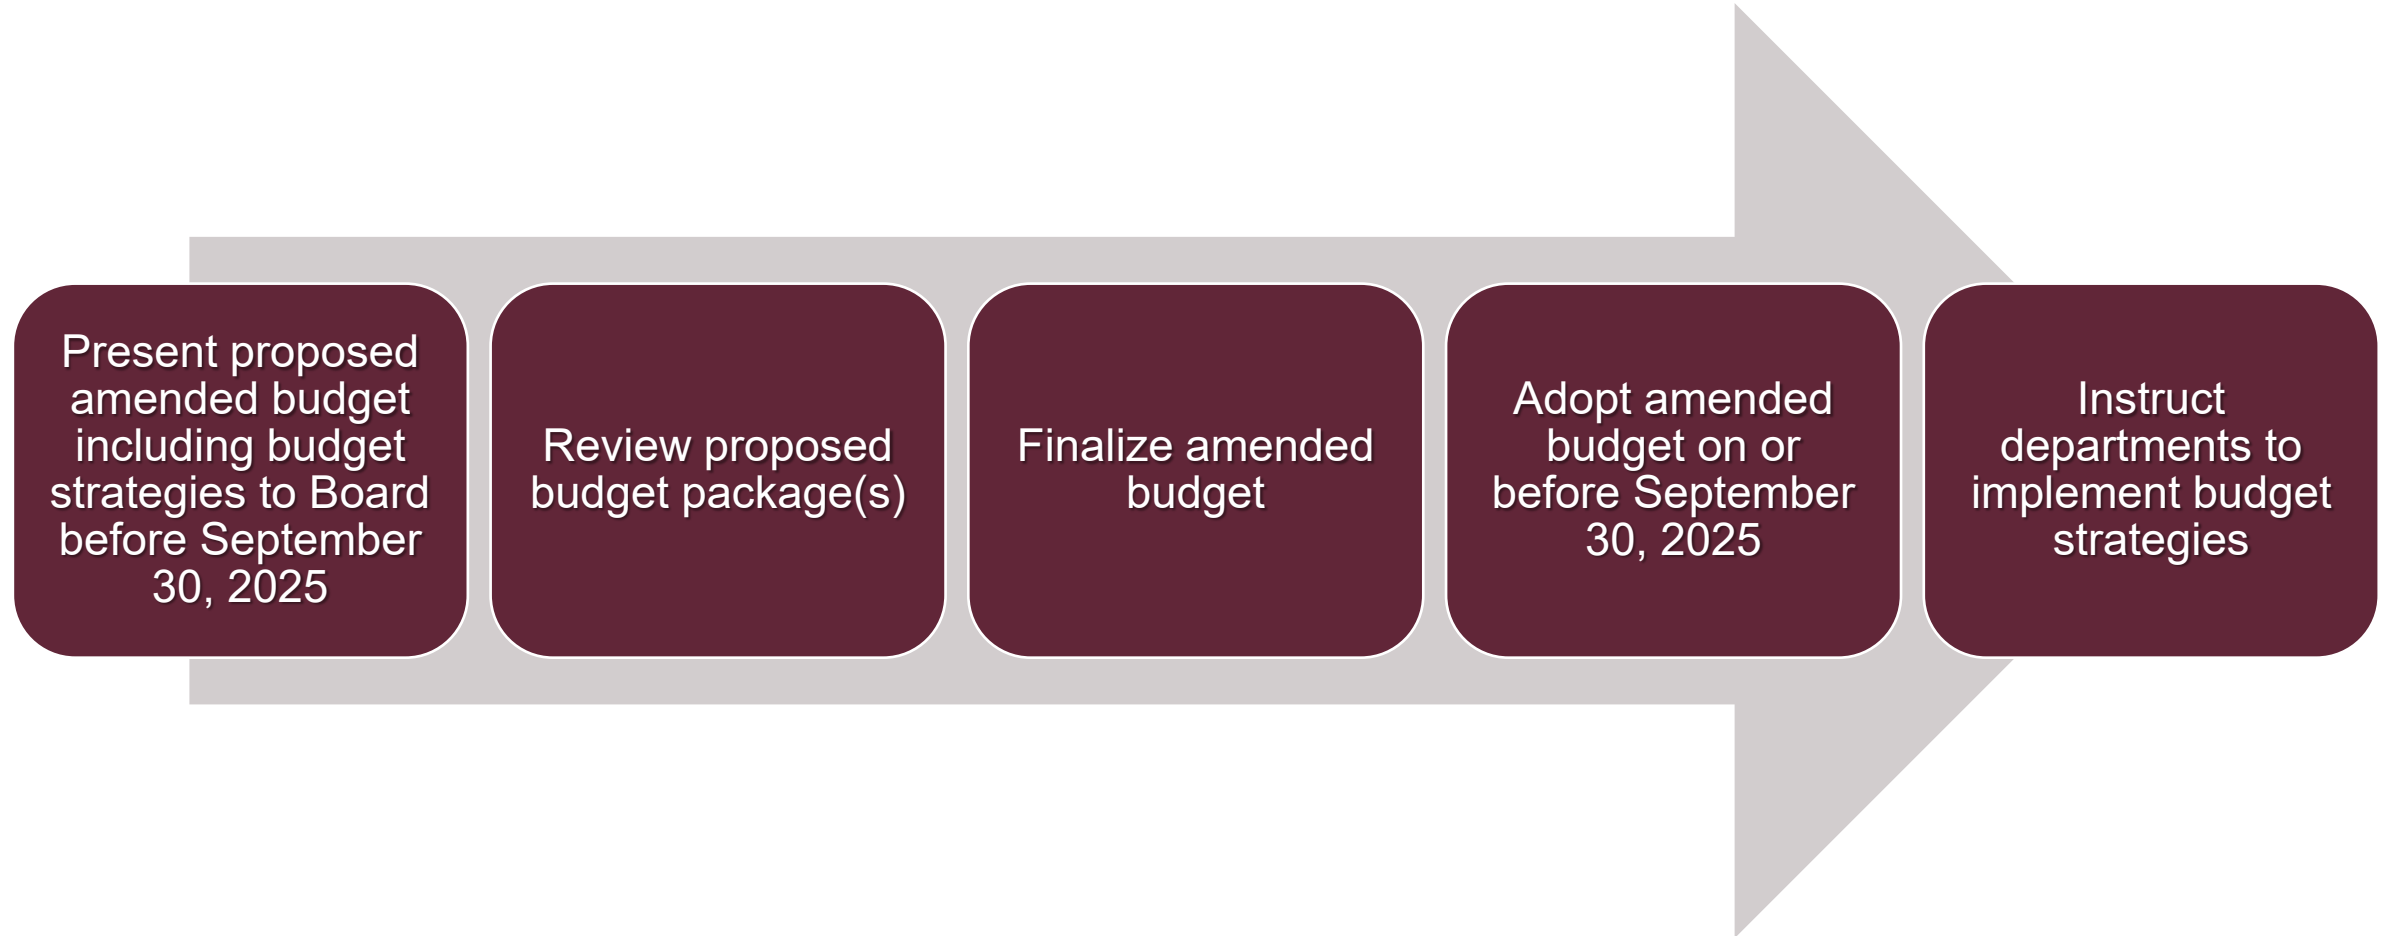 Present proposed
amended budget
including budget
strategies to Board
before September
30, 2025
Review proposed
budget package(s)
Finalize amended
budget
Adopt amended
budget on or
before September
30, 2025
Instruct
departments to
implement budget
strategies